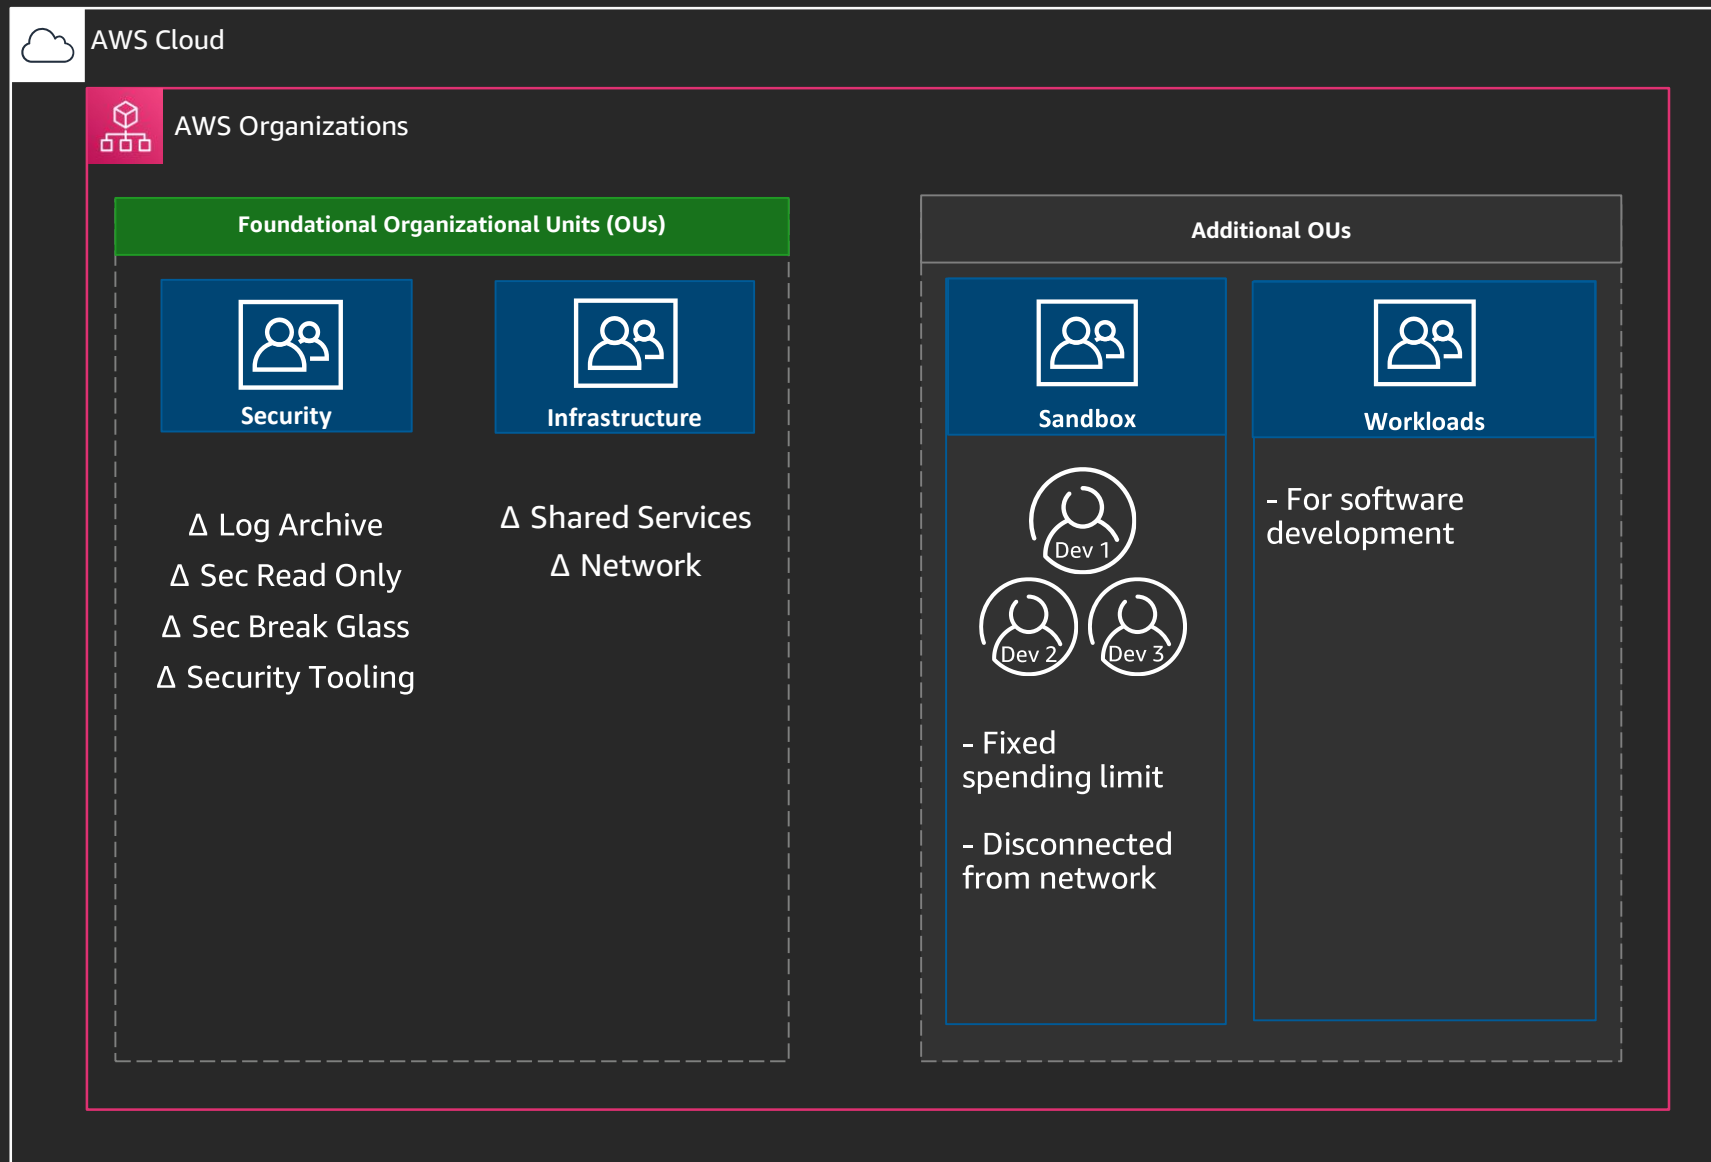 AWS Cloud
AWS Organizations
Foundational Organizational Units (OUs)
Security
Δ Log Archive
Δ Sec Read Only
Δ Sec Break Glass
Δ Security Tooling
Infrastructure
Δ Shared Services
Δ Network
Additional OUs
Sandbox
Dev 1
Dev 2
Dev 3
- Fixed
spending limit
- Disconnected
from network
Workloads
- For software
development